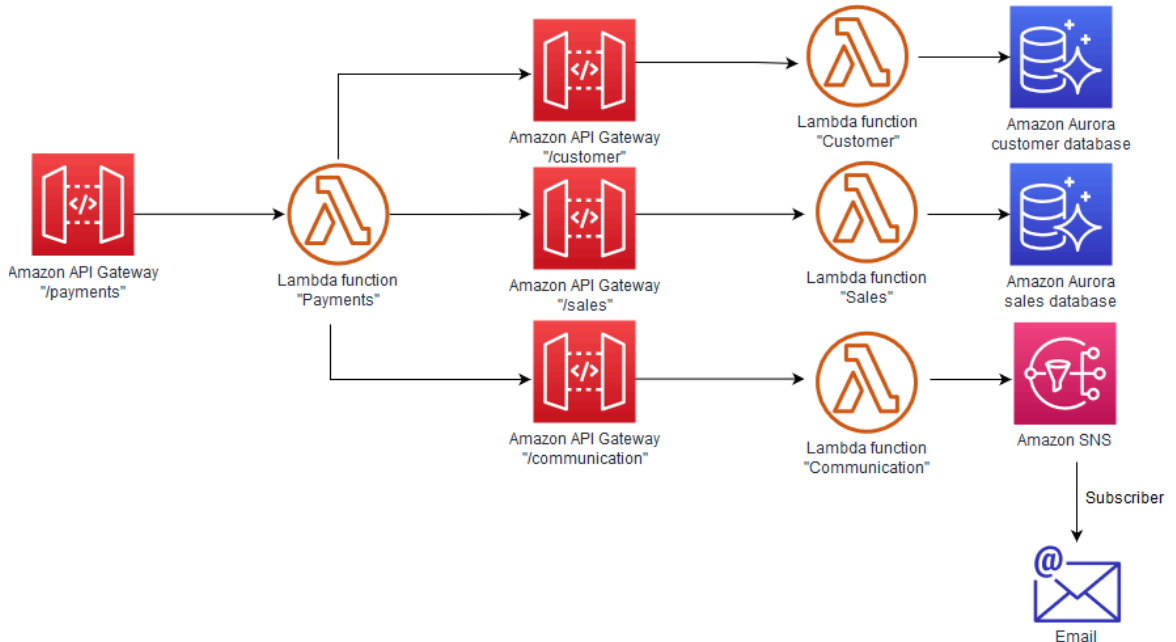 Amazon API Gateway
"/payments"
Lambda function
"Payments"
Amazon API Gateway
"/customer"
Lambda function
"Customer"
Amazon Aurora
customer database
Amazon API Gateway
"/sales"
Lambda function
"Sales"
Amazon Aurora
sales database
Amazon API Gateway
"/communication"
Lambda function
"Communication"
Amazon SNS
Subscriber
@
Email